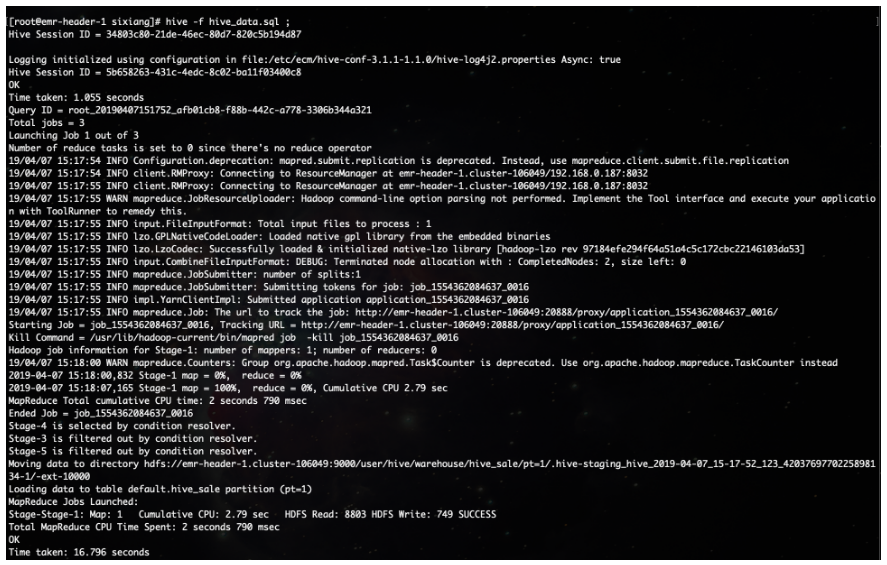 [[root@emr-header-1 sixiang]# hive -f hive_data.sql ;
Hive Session ID = 34803c80-21de-46ec-80d7-820c5b194d87
Logging initialized using configuration in file:/etc/ecm/hive-conf-3.1.1-1.1.0/hive-log4j2.properties Async: true
Hive Session ID = 5b658263-431c-4edc-8c02-ba11f03400c8
OK
Time taken: 1.055 seconds
Query ID = root_20190407151752_afb01cb8-f88b-442c-a778-3306b344a321
Total jobs = 3
Launching Job 1 out of 3
Number of reduce tasks is set to 0 since there's no reduce operator
19/04/07 15:17:54 INFO Configuration.deprecation: mapred.submit.replication is deprecated. Instead, use mapreduce.client.submit.file.replication
19/04/07 15:17:54 INFO client.RMProxy: Connecting to ResourceManager at emr-header-1.cluster-106049/192.168.0.187:8032
19/04/07 15:17:55 INFO client.RMProxy: Connecting to ResourceManager at emr-header-1.cluster-106049/192.168.0.187:8032
19/04/07 15:17:55 WARN mapreduce.JobResourceUploader: Hadoop command-line option parsing not performed. Implement the Tool interface and execute your applicatio
n with ToolRunner to remedy this.
19/04/07 15:17:55 INFO input.FileInputFormat: Total input files to process : 1
19/04/07 15:17:55 INFO lzo.GPLNativeCodeLoader: Loaded native gpl library from the embedded binaries
19/04/07 15:17:55 INFO lzo.LzoCodec: Successfully loaded & initialized native-lzo library [hadoop-lzo rev 97184efe294f64a51a4c5c172cbc22146103da53]
19/04/07 15:17:55 INFO input.CombineFileInputFormat: DEBUG: Terminated node allocation with : CompletedNodes: 2, size left: 0
19/04/07 15:17:55 INFO mapreduce.JobSubmitter: number of splits:1
19/04/07 15:17:55 INFO mapreduce.JobSubmitter: Submitting tokens for job: job_1554362084637_0016
19/04/07 15:17:55 INFO impl.YarnClientImpl: Submitted application application_1554362084637_0016
19/04/07 15:17:55 INFO mapreduce.Job: The url to track the job: http://emr-header-1.cluster-106049:20888/proxy/application_1554362084637_0016/
Starting Job = job_1554362084637_0016, Tracking URL = http://emr-header-1.cluster-106049:20888/proxy/application_1554362084637_0016/
Kill Command = /usr/lib/hadoop-current/bin/mapred job  -kill job_1554362084637_0016
Hadoop job information for Stage-1: number of mappers: 1; number of reducers: 0
19/04/07 15:18:00 WARN mapreduce.Counters: Group org.apache.hadoop.mapred.Task$Counter is deprecated. Use org.apache.hadoop.mapreduce.TaskCounter instead
2019-04-07 15:18:00,832 Stage-1 map = 0%,  reduce = 0%
2019-04-07 15:18:07,165 Stage-1 map = 100%,  reduce = 0%, Cumulative CPU 2.79 sec
MapReduce Total cumulative CPU time: 2 seconds 790 msec
Ended Job = job_1554362084637_0016
Stage-4 is selected by condition resolver.
Stage-3 is filtered out by condition resolver.
Stage-5 is filtered out by condition resolver.
Moving data to directory hdfs://emr-header-1.cluster-106049:9000/user/hive/warehouse/hive_sale/pt=1/.hive-staging_hive_2019-04-07_15-17-52_123_42037697702258981
34-1/-ext-10000
Loading data to table default.hive_sale partition (pt=1)
MapReduce Jobs Launched:
Stage-Stage-1: Map: 1   Cumulative CPU: 2.79 sec   HDFS Read: 8803 HDFS Write: 749 SUCCESS
Total MapReduce CPU Time Spent: 2 seconds 790 msec
OK
Time taken: 16.796 seconds